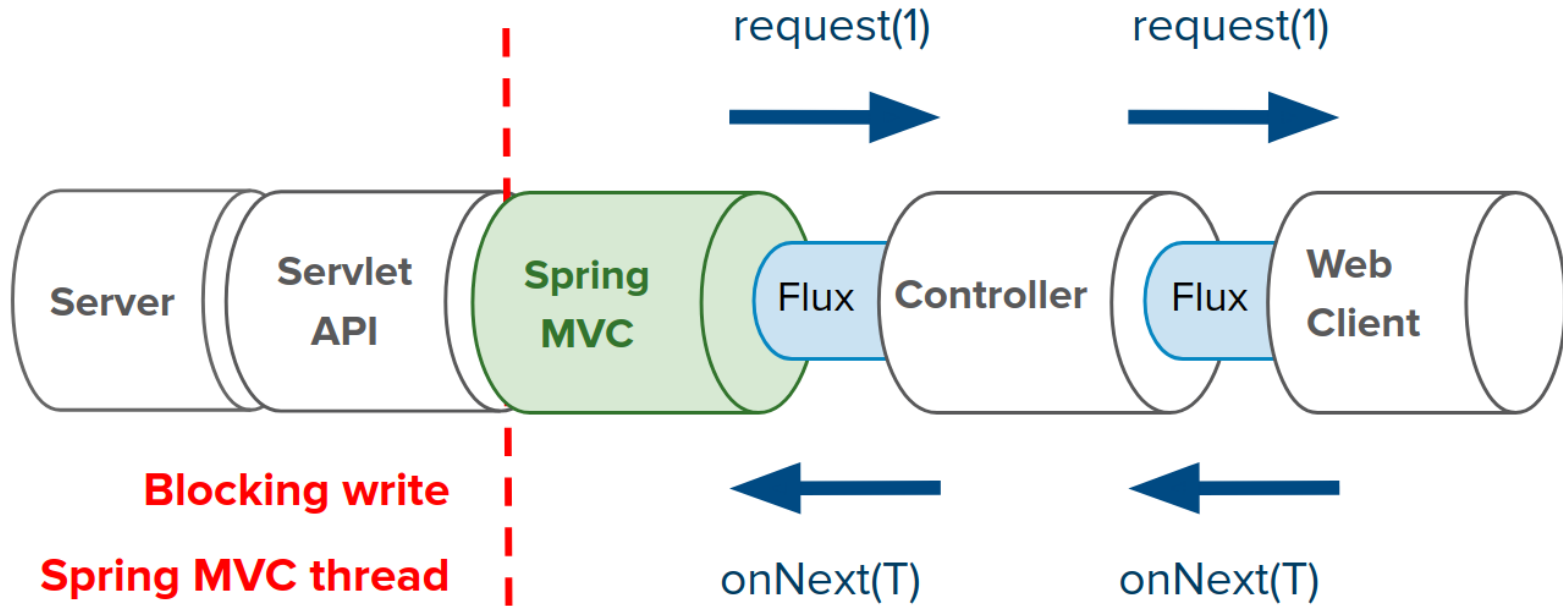 request(1)
request(1)
Server
Servlet
API
Spring
MVC
Flux
Controller
Flux
Web
Client
Blocking write
Spring MVC thread
onNext(T)
onNext(T)